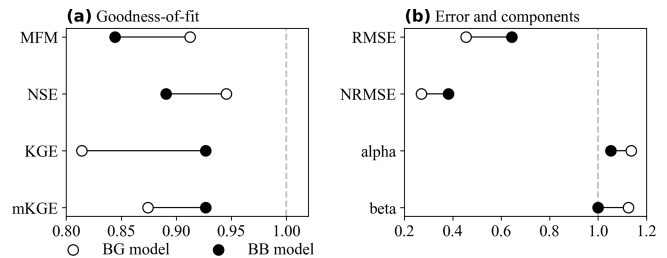 (a) Goodness-of-fit
MFM
NSE
KGE
mKGE
0.80 0.85 0.90 0.95 1.00
BG model BB model
(b) Error and components
RMSE
NRMSE
alpha
beta
0.2 0.4 0.6 0.8 1.0 1.2